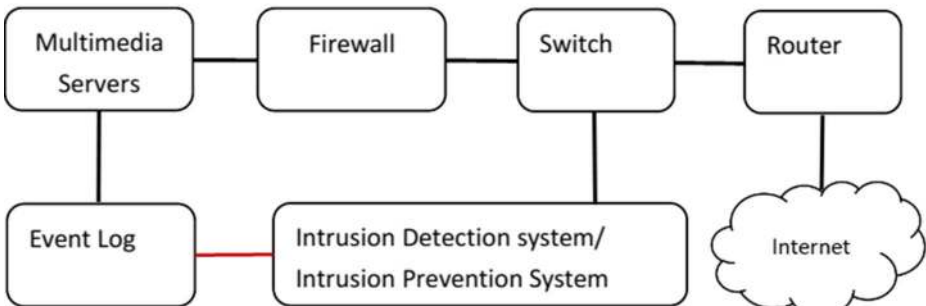 Multimedia
Servers
Firewall
Switch
Router
Event Log
Intrusion Detection system/
Intrusion Prevention System
Internet